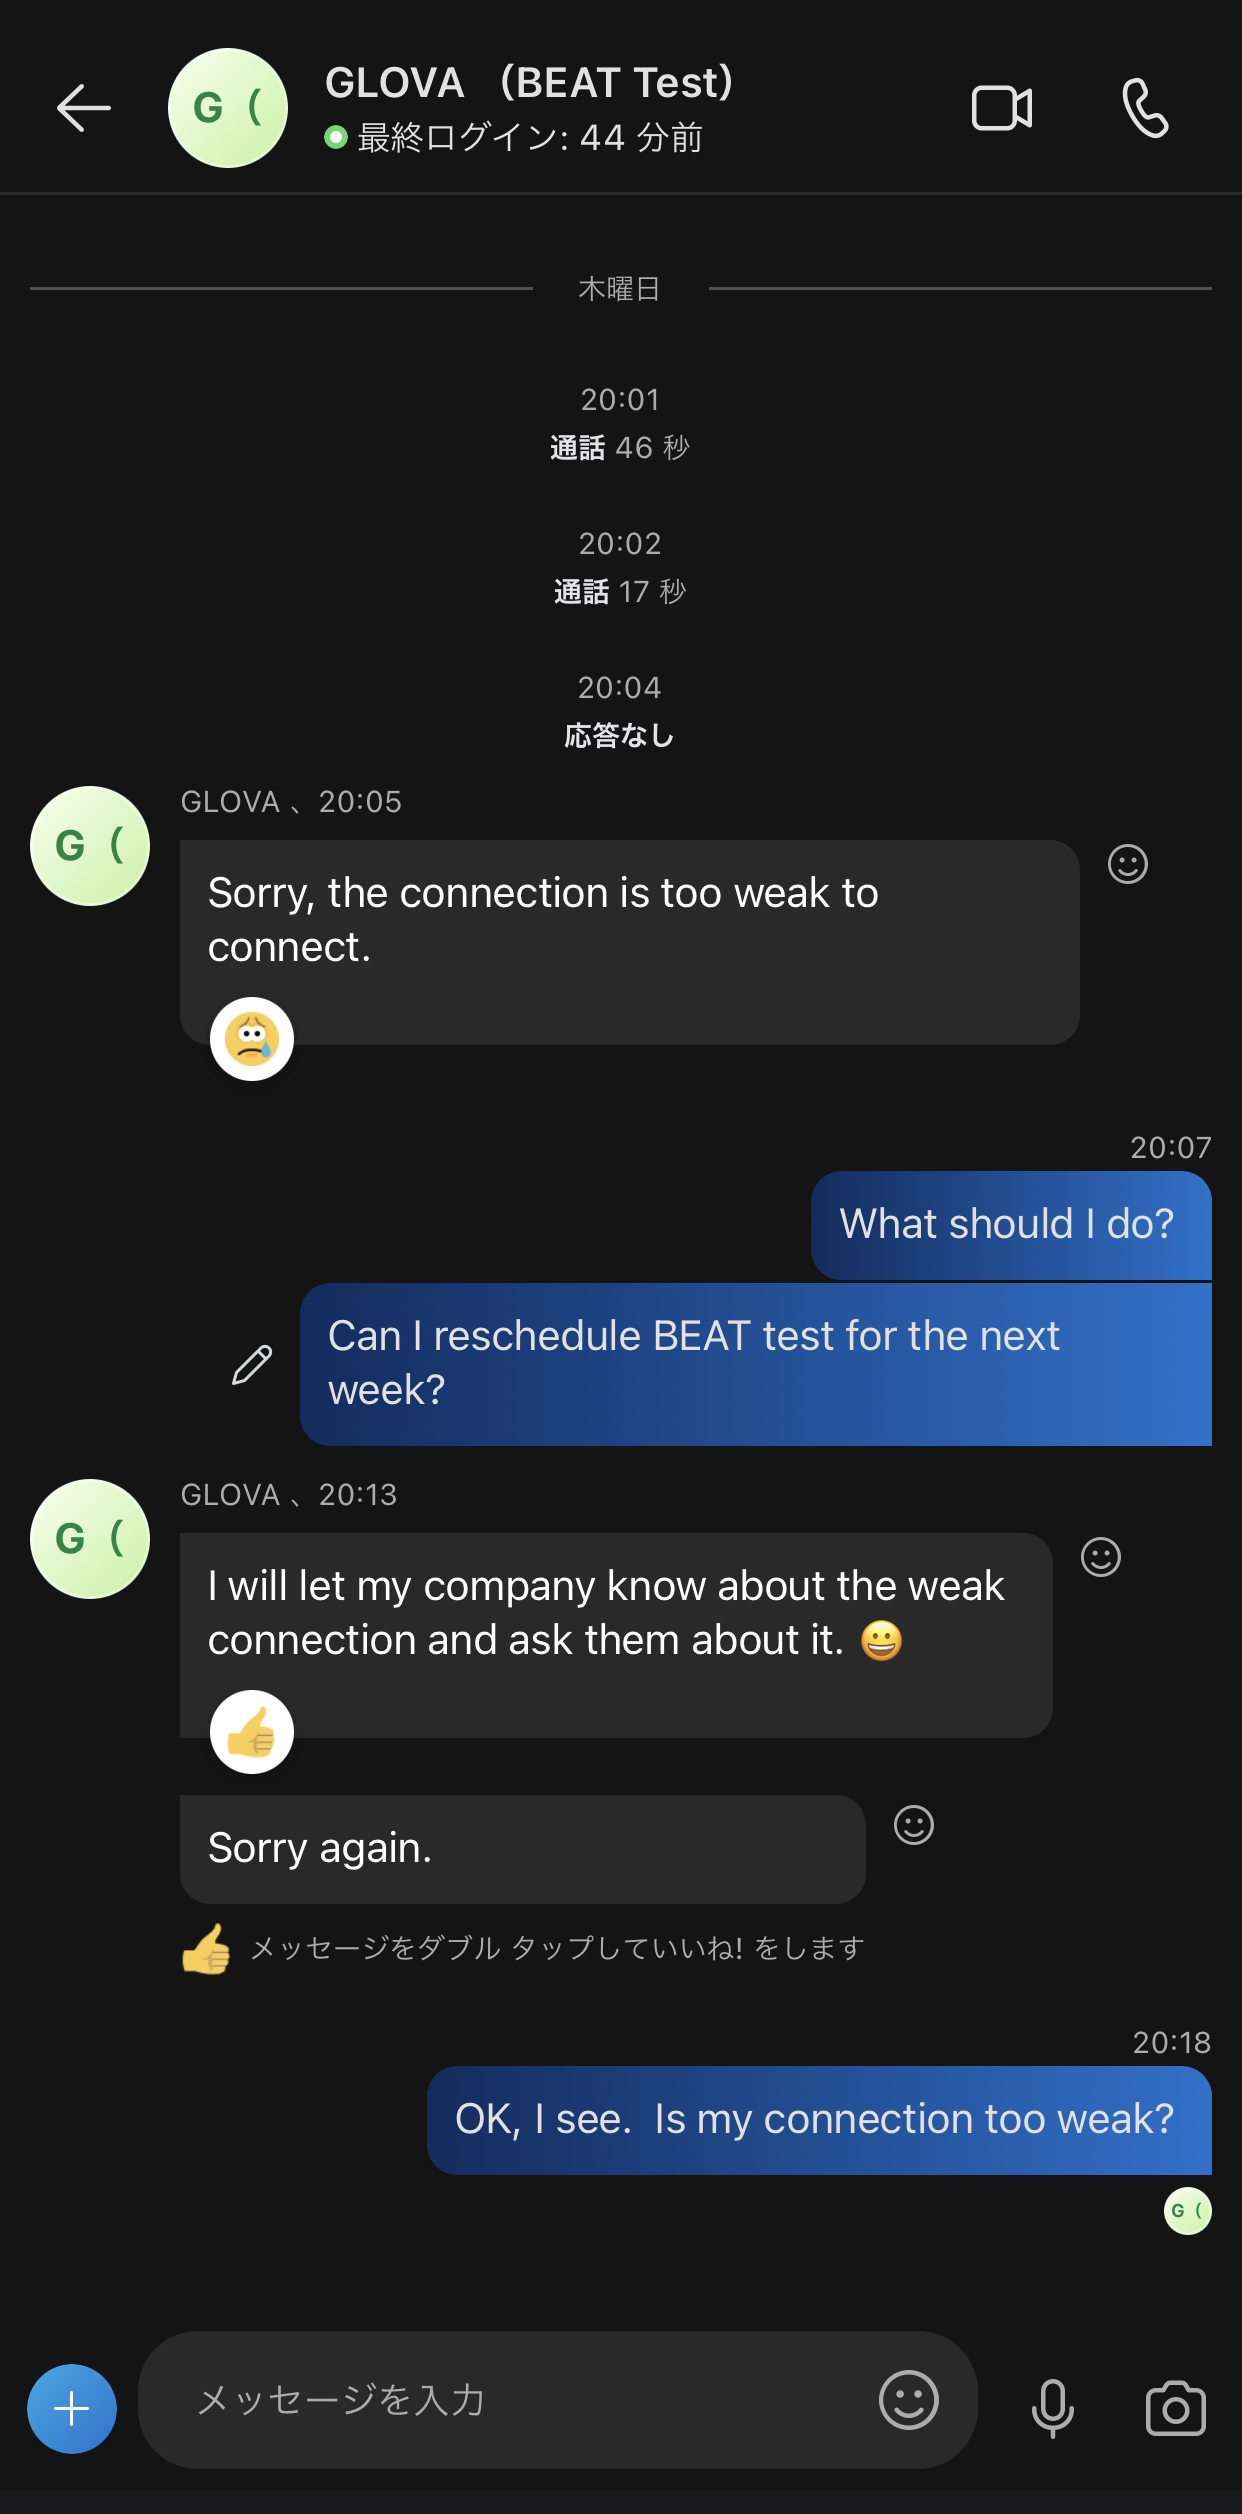 G (
GLOVA (BEAT Test)
最終ログイン: 44 分前
木曜日
20:01
通話 46 秒
20:02
通話 17 秒
20:04
応答なし
G (
GLOVA 、20:05
Sorry, the connection is too weak to
connect.
20:07
What should I do?
Can I reschedule BEAT test for the next
week?
G (
GLOVA 、20:13
I will let my company know about the weak
connection and ask them about it. 😀
Sorry again.
メッセージをダブル タップしていいね! をします
20:18
OK, I see.  Is my connection too weak?
G (
メッセージを入力